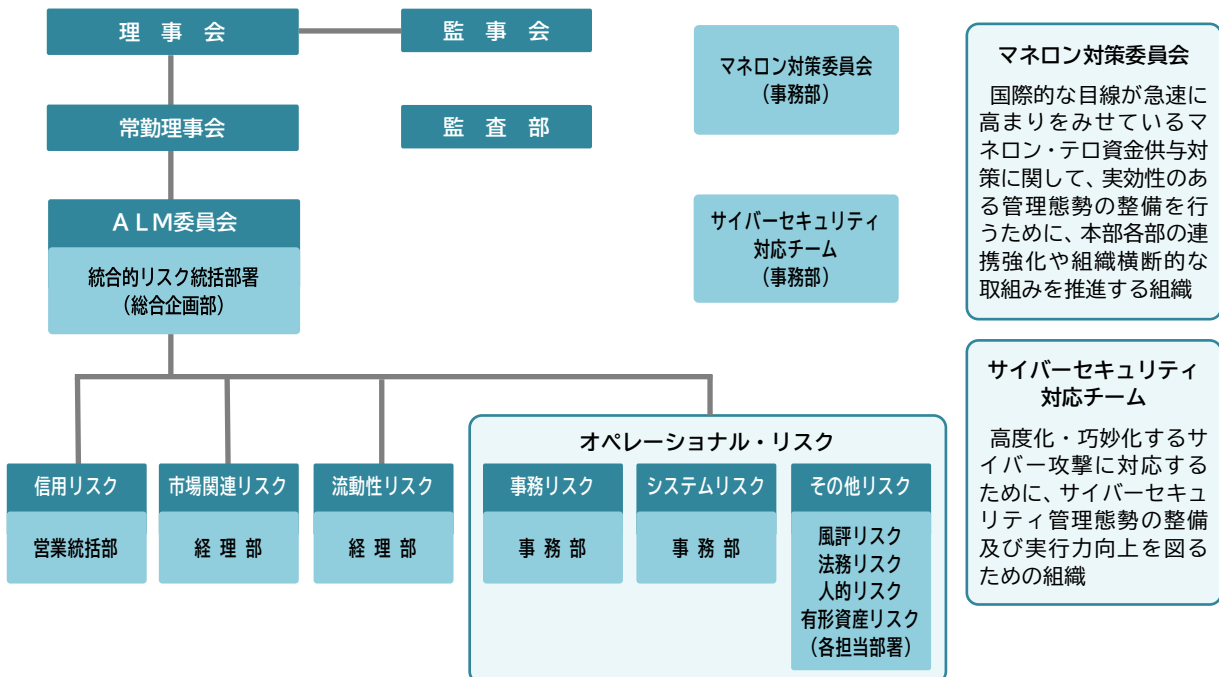 理事会
監事会
常勤理事会
監査部
ALM委員会
統合的リスク統括部署
（総合企画部）
マネロン対策委員会
（事務部）
サイバーセキュリティ
対応チーム
（事務部）
オペレーショナル・リスク
信用リスク
営業統括部
市場関連リスク
経理部
流動性リスク
経理部
事務リスク
事務部
システムリスク
事務部
その他リスク
風評リスク
法務リスク
人的リスク
有形資産リスク
（各担当部署）
マネロン対策委員会
国際的な目線が急速に
高まりをみせているマ
ネロン・テロ資金供与対
策に関して、実効性のあ
る管理態勢の整備を行
うために、本部各部の連
携強化や組織横断的な
取組みを推進する組織
サイバーセキュリティ
対応チーム
高度化・巧妙化するサ
イバー攻撃に対応する
ために、サイバーセキュ
リティ管理態勢の整備
及び実行力向上を図る
ための組織